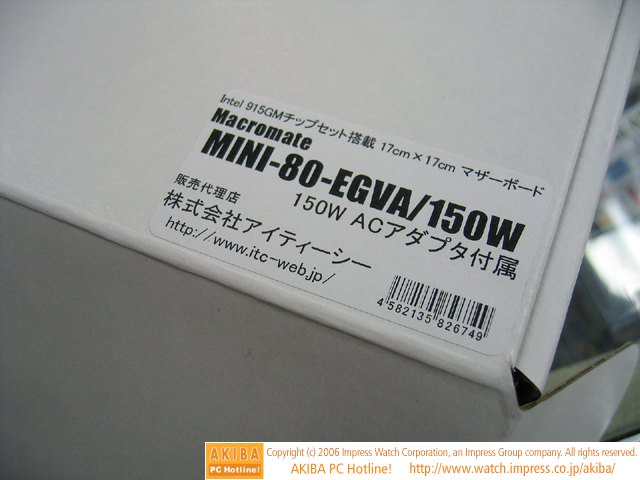 Intel 915GMチップセット搭載 17cm×17cm マザーボード
Macromate
MINI-80-EGVA/150W
150W ACアダプタ付属
販売代理店
株式会社アイティーシー
http://www.itc-web.jp/
4 582135 826749
AKIBA
PC Hotline!
Copyright (c) 2006 Impress Watch Corporation, an Impress Group company. All rights reserved.
AKIBA PC Hotline! http://www.watch.impress.co.jp/akiba/